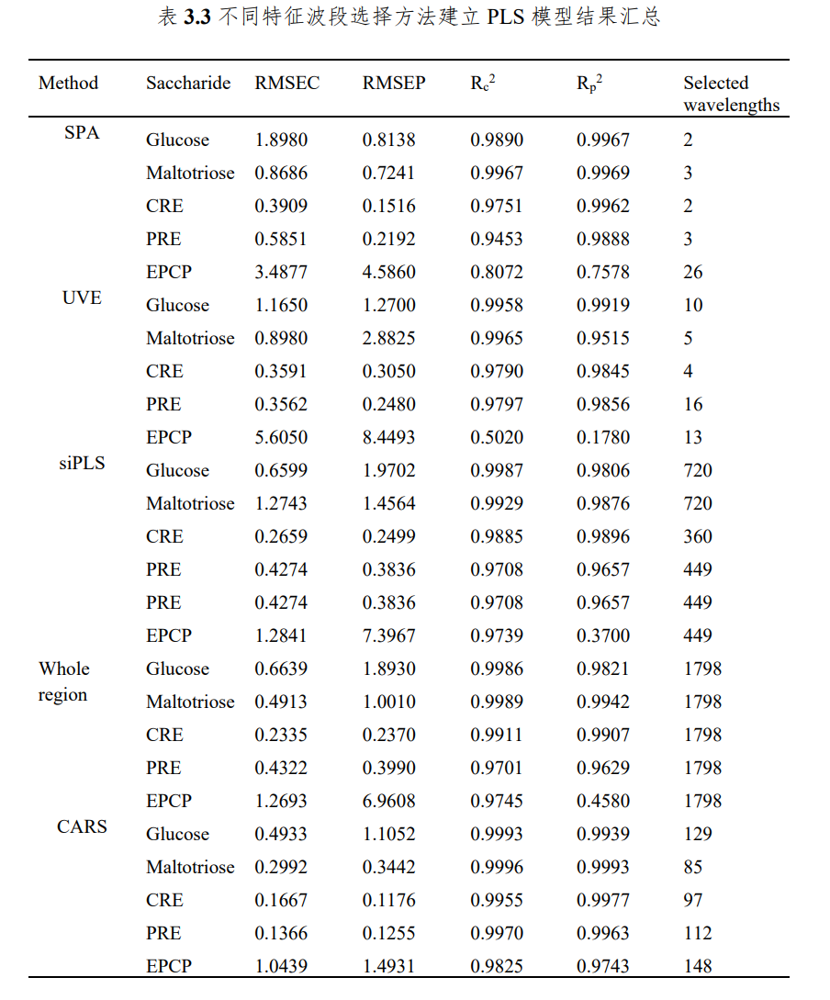 表 3.3 不同特征波段选择方法建立 PLS 模型结果汇总
Method Saccharide RMSEC RMSEP Rc² Rp² Selected wavelengths
SPA Glucose 1.8980 0.8138 0.9890 0.9967 2
Maltotriose 0.8686 0.7241 0.9967 0.9969 3
CRE 0.3909 0.1516 0.9751 0.9962 2
PRE 0.5851 0.2192 0.9453 0.9888 3
EPCP 3.4877 4.5860 0.8072 0.7578 26
UVE Glucose 1.1650 1.2700 0.9958 0.9919 10
Maltotriose 0.8980 2.8825 0.9965 0.9515 5
CRE 0.3591 0.3050 0.9790 0.9845 4
PRE 0.3562 0.2480 0.9797 0.9856 16
EPCP 5.6050 8.4493 0.5020 0.1780 13
siPLS Glucose 0.6599 1.9702 0.9987 0.9806 720
Maltotriose 1.2743 1.4564 0.9929 0.9876 720
CRE 0.2659 0.2499 0.9885 0.9896 360
PRE 0.4274 0.3836 0.9708 0.9657 449
PRE 0.4274 0.3836 0.9708 0.9657 449
EPCP 1.2841 7.3967 0.9739 0.3700 449
Whole region Glucose 0.6639 1.8930 0.9986 0.9821 1798
Maltotriose 0.4913 1.0010 0.9989 0.9942 1798
CRE 0.2335 0.2370 0.9911 0.9907 1798
PRE 0.4322 0.3990 0.9701 0.9629 1798
EPCP 1.2693 6.9608 0.9745 0.4580 1798
CARS Glucose 0.4933 1.1052 0.9993 0.9939 129
Maltotriose 0.2992 0.3442 0.9996 0.9993 85
CRE 0.1667 0.1176 0.9955 0.9977 97
PRE 0.1366 0.1255 0.9970 0.9963 112
EPCP 1.0439 1.4931 0.9825 0.9743 148